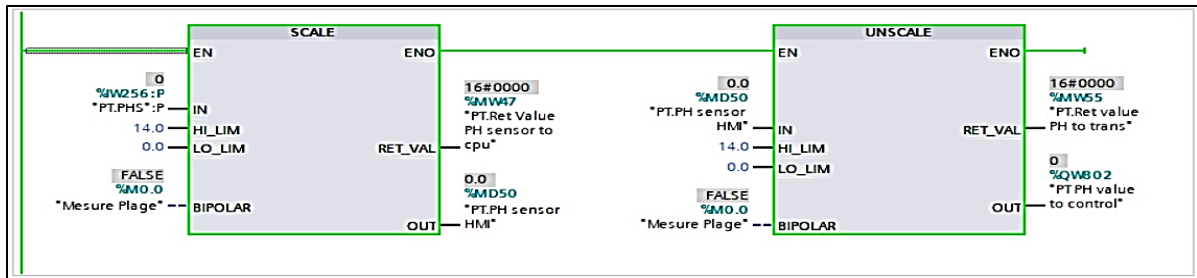 SCALE
EN
ENO
0
%IW256:P
"PT.PHS":P
IN
14.0
HI_LIM
0.0
LO_LIM
FALSE
%M0.0
"Mesure Plage"
BIPOLAR
16#0000
%MW47
"PT.Ret Value
PH sensor to
cpu"
RET_VAL
0.0
%MD50
"PT.PH sensor
HMI"
OUT
UNSCALE
EN
ENO
0.0
%MD50
"PT.PH sensor
HMI"
IN
14.0
HI_LIM
0.0
LO_LIM
FALSE
%M0.0
"Mesure Plage"
BIPOLAR
16#0000
%MW55
"PT.Ret value
PH to trans"
RET_VAL
0
%QW802
"PT PH value
to control"
OUT